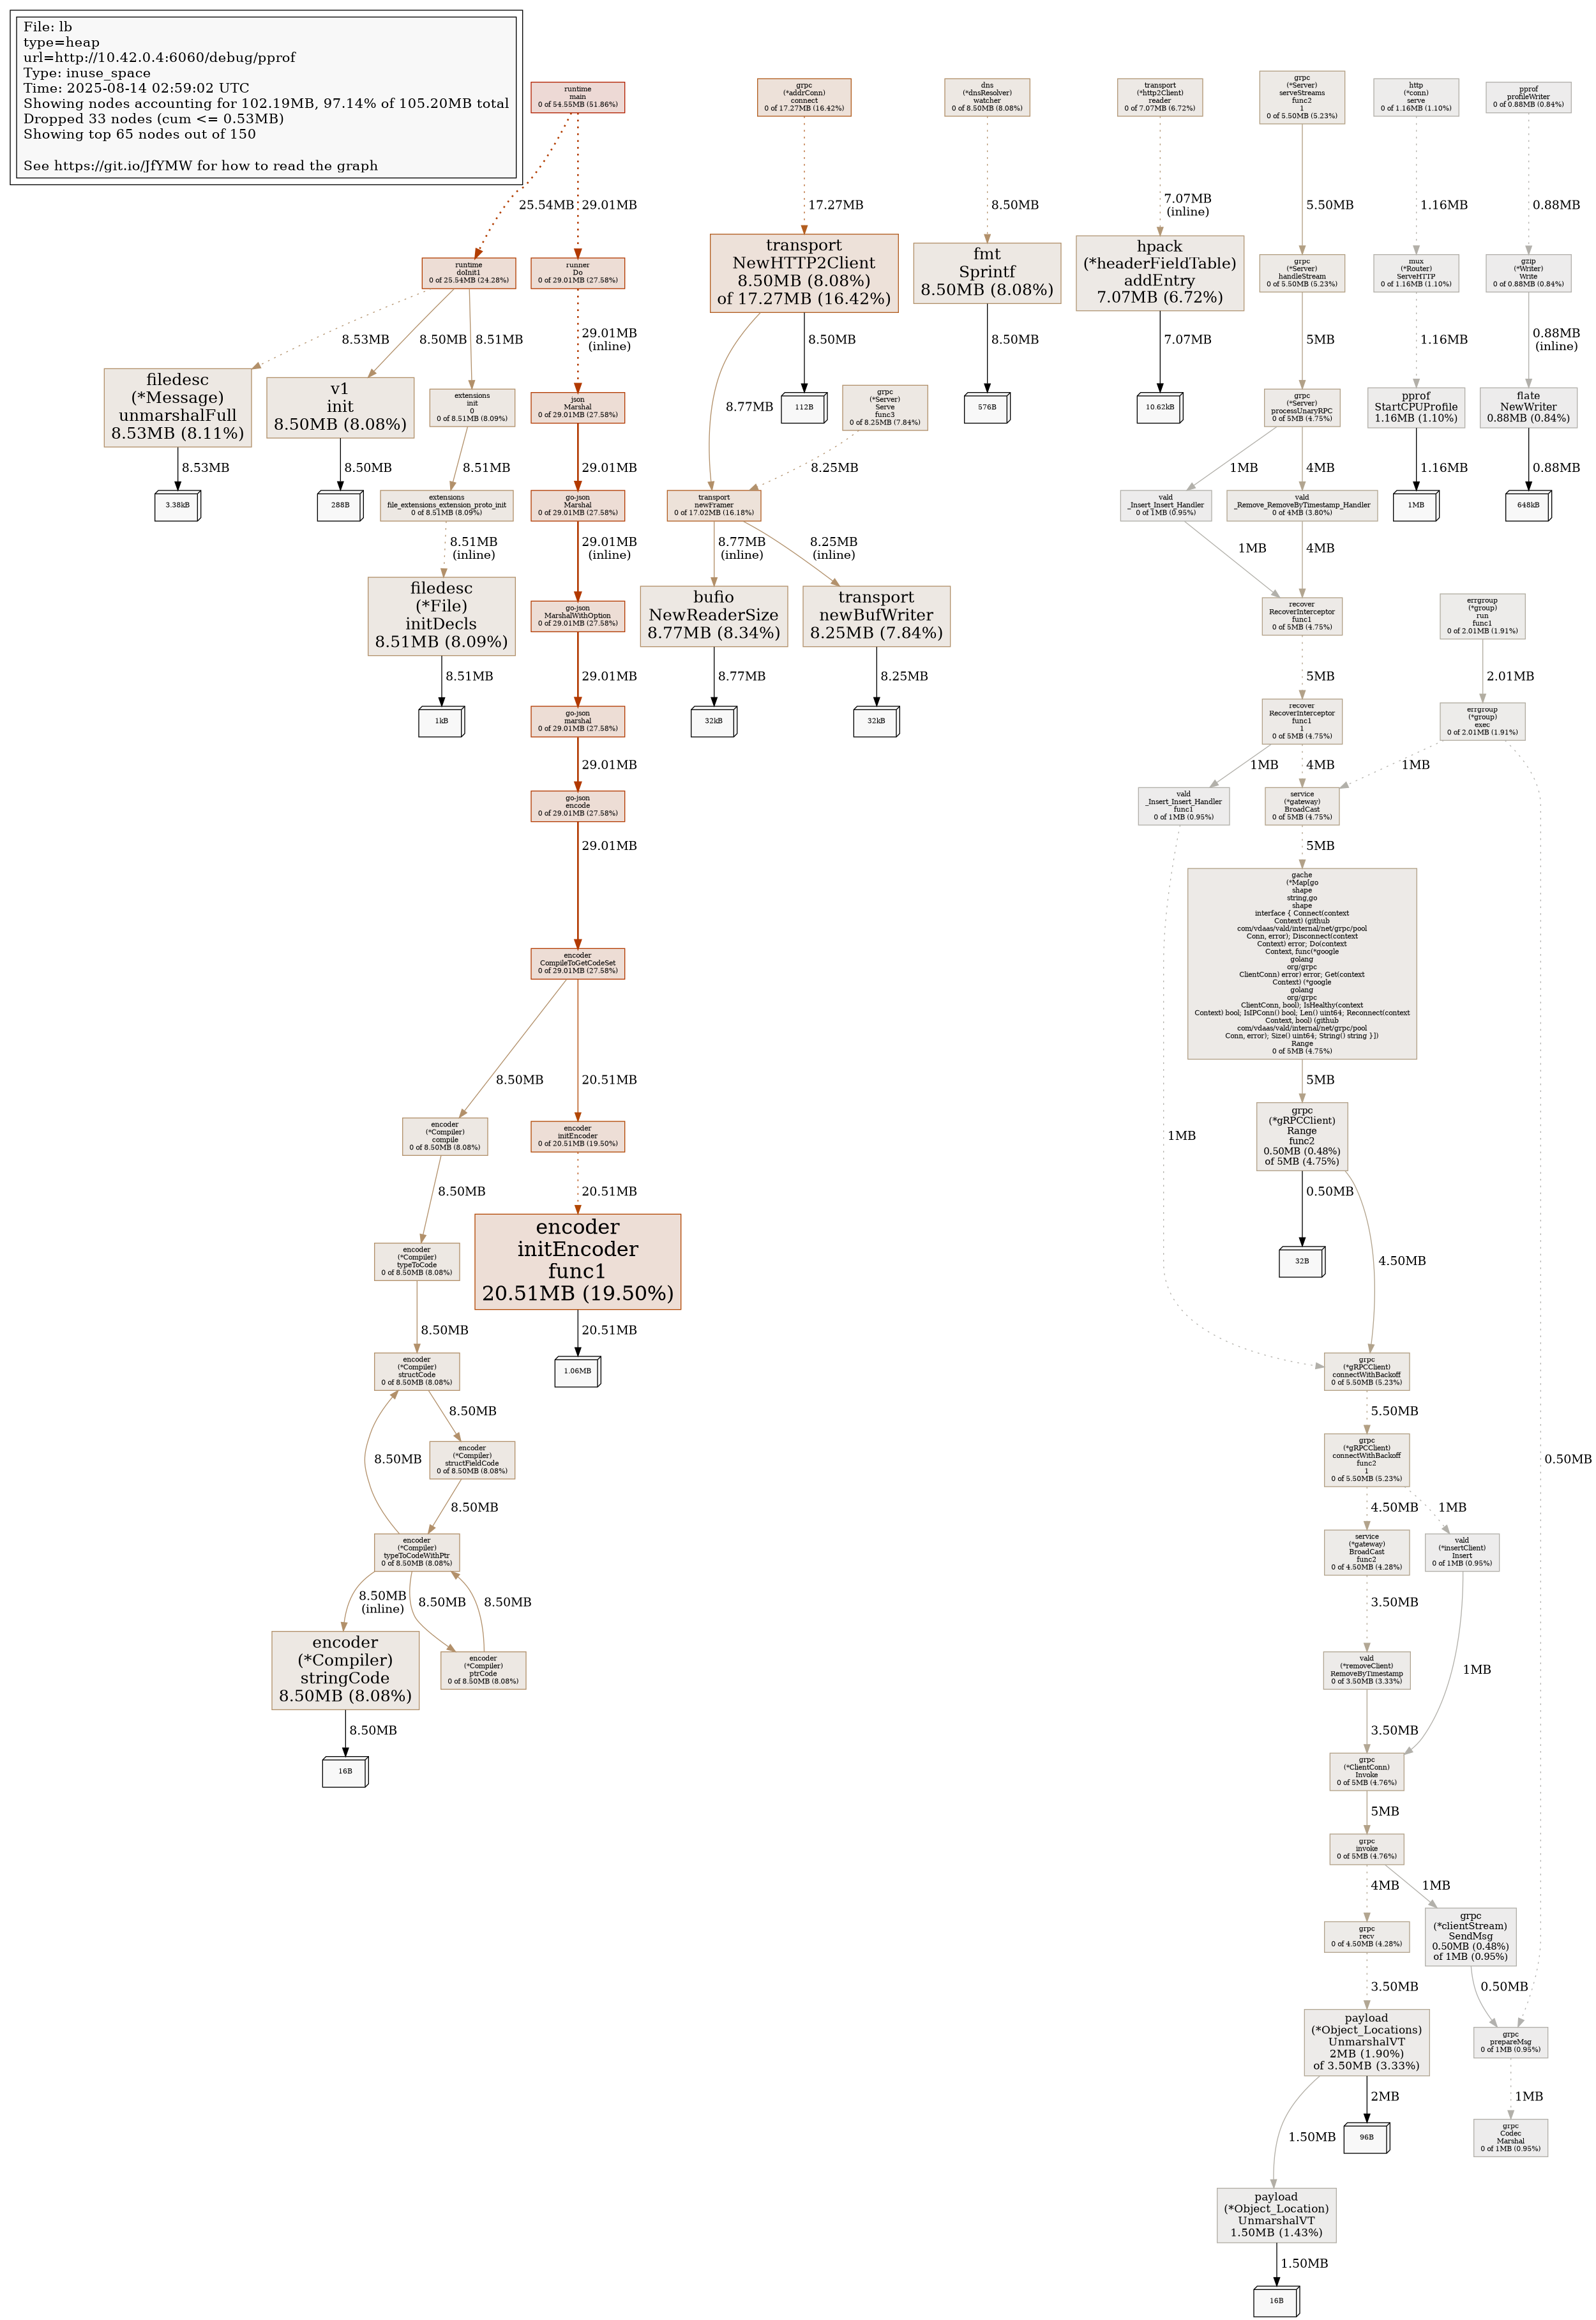 File: lb
type=heap
url=http://10.42.0.4:6060/debug/pprof
Type: inuse_space
Time: 2025-08-14 02:59:02 UTC
Showing nodes accounting for 102.19MB, 97.14% of 105.20MB total
Dropped 33 nodes (cum <= 0.53MB)
Showing top 65 nodes out of 150
See https://git.io/JfYMW for how to read the graph
runtime
main
0 of 54.55MB (51.86%)
25.54MB
29.01MB
runtime
doInit1
0 of 25.54MB (24.28%)
8.53MB
8.50MB
8.51MB
filedesc
(*Message)
unmarshalFull
8.53MB (8.11%)
8.53MB
3.38kB
v1
init
8.50MB (8.08%)
8.50MB
288B
extensions
init
0
0 of 8.51MB (8.09%)
8.51MB
extensions
file_extensions_extension_proto_init
0 of 8.51MB (8.09%)
8.51MB
(inline)
filedesc
(*File)
initDecls
8.51MB (8.09%)
8.51MB
1kB
runner
Do
0 of 29.01MB (27.58%)
29.01MB
(inline)
json
Marshal
0 of 29.01MB (27.58%)
29.01MB
go-json
Marshal
0 of 29.01MB (27.58%)
29.01MB
(inline)
go-json
MarshalWithOption
0 of 29.01MB (27.58%)
29.01MB
go-json
marshal
0 of 29.01MB (27.58%)
29.01MB
go-json
encode
0 of 29.01MB (27.58%)
29.01MB
encoder
CompileToGetCodeSet
0 of 29.01MB (27.58%)
8.50MB
20.51MB
encoder
(*Compiler)
compile
0 of 8.50MB (8.08%)
8.50MB
encoder
(*Compiler)
typeToCode
0 of 8.50MB (8.08%)
8.50MB
encoder
(*Compiler)
structCode
0 of 8.50MB (8.08%)
8.50MB
encoder
(*Compiler)
structFieldCode
0 of 8.50MB (8.08%)
8.50MB
8.50MB
encoder
(*Compiler)
typeToCodeWithPtr
0 of 8.50MB (8.08%)
8.50MB
(inline)
8.50MB
8.50MB
encoder
(*Compiler)
stringCode
8.50MB (8.08%)
8.50MB
16B
encoder
(*Compiler)
ptrCode
0 of 8.50MB (8.08%)
encoder
initEncoder
0 of 20.51MB (19.50%)
20.51MB
encoder
initEncoder
func1
20.51MB (19.50%)
20.51MB
1.06MB
grpc
(*addrConn)
connect
0 of 17.27MB (16.42%)
17.27MB
transport
NewHTTP2Client
8.50MB (8.08%)
of 17.27MB (16.42%)
8.77MB
8.50MB
112B
grpc
(*Server)
Serve
func3
0 of 8.25MB (7.84%)
8.25MB
transport
newFramer
0 of 17.02MB (16.18%)
8.77MB
(inline)
8.25MB
(inline)
bufio
NewReaderSize
8.77MB (8.34%)
8.77MB
32kB
transport
newBufWriter
8.25MB (7.84%)
8.25MB
32kB
dns
(*dnsResolver)
watcher
0 of 8.50MB (8.08%)
8.50MB
fmt
Sprintf
8.50MB (8.08%)
8.50MB
576B
transport
(*http2Client)
reader
0 of 7.07MB (6.72%)
7.07MB
(inline)
hpack
(*headerFieldTable)
addEntry
7.07MB (6.72%)
7.07MB
10.62kB
grpc
(*Server)
serveStreams
func2
1
0 of 5.50MB (5.23%)
5.50MB
grpc
(*Server)
handleStream
0 of 5.50MB (5.23%)
5MB
grpc
(*Server)
processUnaryRPC
0 of 5MB (4.75%)
1MB
4MB
vald
_Insert_Insert_Handler
0 of 1MB (0.95%)
1MB
vald
_Remove_RemoveByTimestamp_Handler
0 of 4MB (3.80%)
4MB
recover
RecoverInterceptor
func1
0 of 5MB (4.75%)
5MB
recover
RecoverInterceptor
func1
1
0 of 5MB (4.75%)
1MB
4MB
vald
_Insert_Insert_Handler
func1
0 of 1MB (0.95%)
1MB
service
(*gateway)
BroadCast
0 of 5MB (4.75%)
5MB
gache
(*Map[go
shape
string,go
shape
interface { Connect(context
Context) (github
com/vdaas/vald/internal/net/grpc/pool
Conn, error); Disconnect(context
Context) error; Do(context
Context, func(*google
golang
org/grpc
ClientConn) error) error; Get(context
Context) (*google
golang
org/grpc
ClientConn, bool); IsHealthy(context
Context) bool; IsIPConn() bool; Len() uint64; Reconnect(context
Context, bool) (github
com/vdaas/vald/internal/net/grpc/pool
Conn, error); Size() uint64; String() string }])
Range
0 of 5MB (4.75%)
5MB
grpc
(*gRPCClient)
Range
func2
0.50MB (0.48%)
of 5MB (4.75%)
0.50MB
32B
4.50MB
grpc
(*gRPCClient)
connectWithBackoff
0 of 5.50MB (5.23%)
5.50MB
grpc
(*gRPCClient)
connectWithBackoff
func2
1
0 of 5.50MB (5.23%)
4.50MB
1MB
service
(*gateway)
BroadCast
func2
0 of 4.50MB (4.28%)
3.50MB
vald
(*insertClient)
Insert
0 of 1MB (0.95%)
1MB
vald
(*removeClient)
RemoveByTimestamp
0 of 3.50MB (3.33%)
3.50MB
grpc
(*ClientConn)
Invoke
0 of 5MB (4.76%)
5MB
grpc
invoke
0 of 5MB (4.76%)
4MB
1MB
grpc
recv
0 of 4.50MB (4.28%)
3.50MB
grpc
(*clientStream)
SendMsg
0.50MB (0.48%)
of 1MB (0.95%)
0.50MB
payload
(*Object_Locations)
UnmarshalVT
2MB (1.90%)
of 3.50MB (3.33%)
1.50MB
2MB
96B
payload
(*Object_Location)
UnmarshalVT
1.50MB (1.43%)
1.50MB
16B
grpc
prepareMsg
0 of 1MB (0.95%)
1MB
grpc
Codec
Marshal
0 of 1MB (0.95%)
http
(*conn)
serve
0 of 1.16MB (1.10%)
1.16MB
mux
(*Router)
ServeHTTP
0 of 1.16MB (1.10%)
1.16MB
pprof
StartCPUProfile
1.16MB (1.10%)
1.16MB
1MB
pprof
profileWriter
0 of 0.88MB (0.84%)
0.88MB
gzip
(*Writer)
Write
0 of 0.88MB (0.84%)
0.88MB
(inline)
flate
NewWriter
0.88MB (0.84%)
0.88MB
648kB
errgroup
(*group)
run
func1
0 of 2.01MB (1.91%)
2.01MB
errgroup
(*group)
exec
0 of 2.01MB (1.91%)
1MB
0.50MB